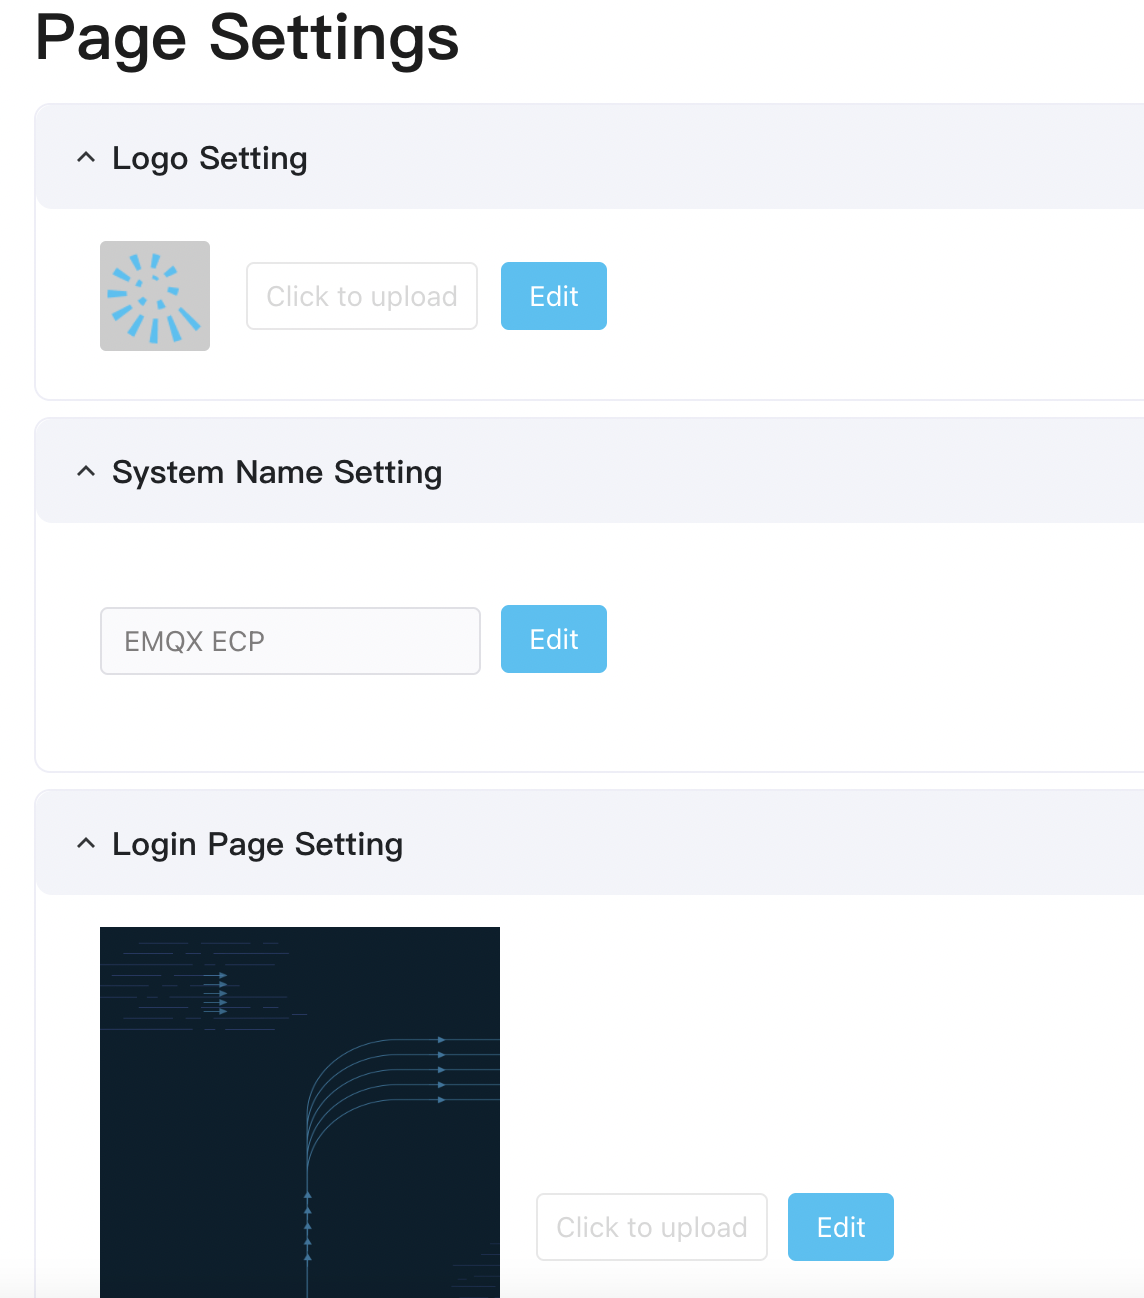 Page Settings
Logo Setting
Click to upload
Edit
System Name Setting
EMQX ECP
Edit
Login Page Setting
Click to upload
Edit